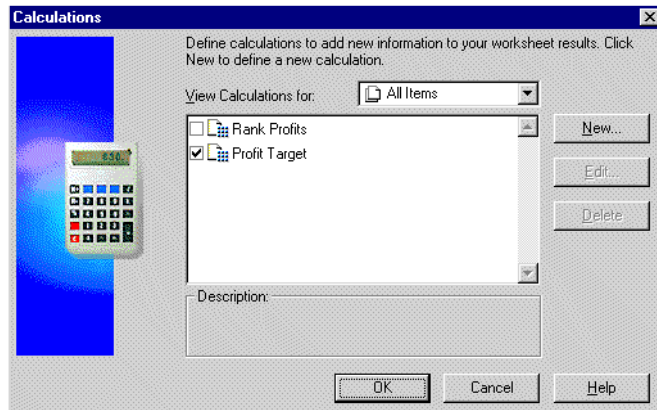 Calculations
Define calculations to add new information to your worksheet results. Click
New to define a new calculation.
View Calculations for:
All Items
Rank Profits
Profit Target
New...
Edit...
Delete
Description:
OK
Cancel
Help